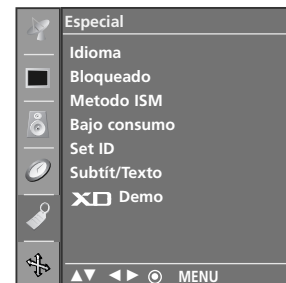 Especial
Idioma
Bloqueado
Metodo ISM
Bajo consumo
Set ID
Subtít/Texto
XD Demo
▲▼ ◄► ⦿ MENU